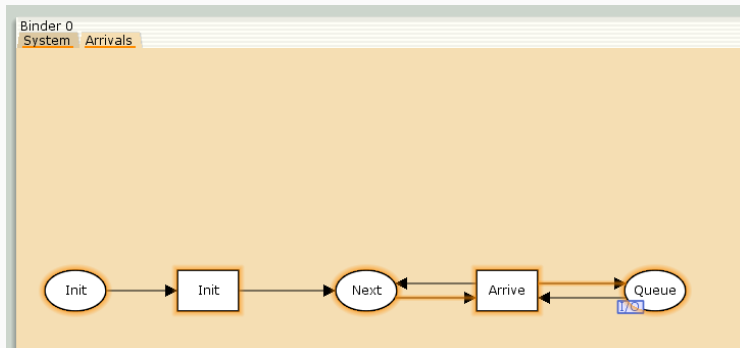 Binder 0
System Arrivals
Init Init Next Arrive Queue
I/O